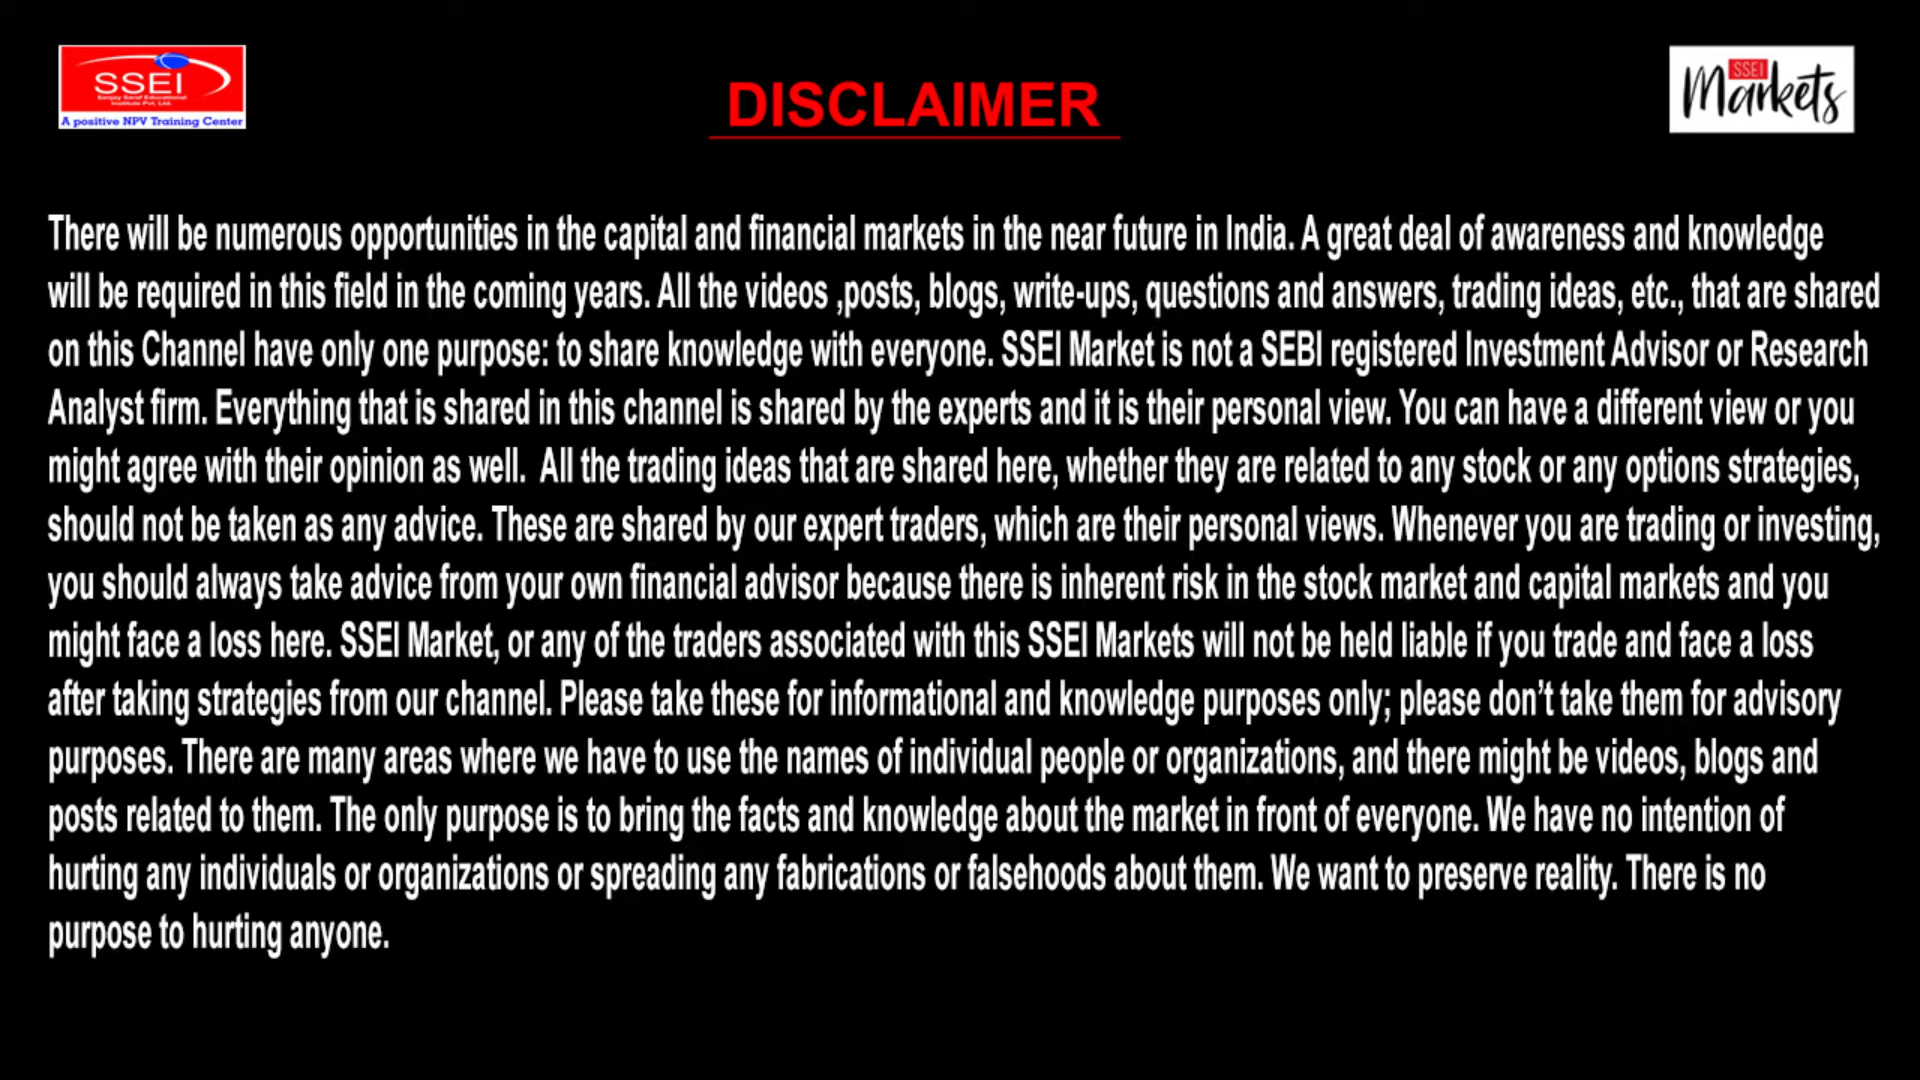 SSEI
Sanjay Saraf Educational
Institute Pvt. Ltd.
A positive NPV Training Center
DISCLAIMER
SSEI
Markets
There will be numerous opportunities in the capital and financial markets in the near future in India. A great deal of awareness and knowledge
will be required in this field in the coming years. All the videos ,posts, blogs, write-ups, questions and answers, trading ideas, etc., that are shared
on this Channel have only one purpose: to share knowledge with everyone. SSEI Market is not a SEBI registered Investment Advisor or Research
Analyst firm. Everything that is shared in this channel is shared by the experts and it is their personal view. You can have a different view or you
might agree with their opinion as well.  All the trading ideas that are shared here, whether they are related to any stock or any options strategies,
should not be taken as any advice. These are shared by our expert traders, which are their personal views. Whenever you are trading or investing,
you should always take advice from your own financial advisor because there is inherent risk in the stock market and capital markets and you
might face a loss here. SSEI Market, or any of the traders associated with this SSEI Markets will not be held liable if you trade and face a loss
after taking strategies from our channel. Please take these for informational and knowledge purposes only; please don’t take them for advisory
purposes. There are many areas where we have to use the names of individual people or organizations, and there might be videos, blogs and
posts related to them. The only purpose is to bring the facts and knowledge about the market in front of everyone. We have no intention of
hurting any individuals or organizations or spreading any fabrications or falsehoods about them. We want to preserve reality. There is no
purpose to hurting anyone.